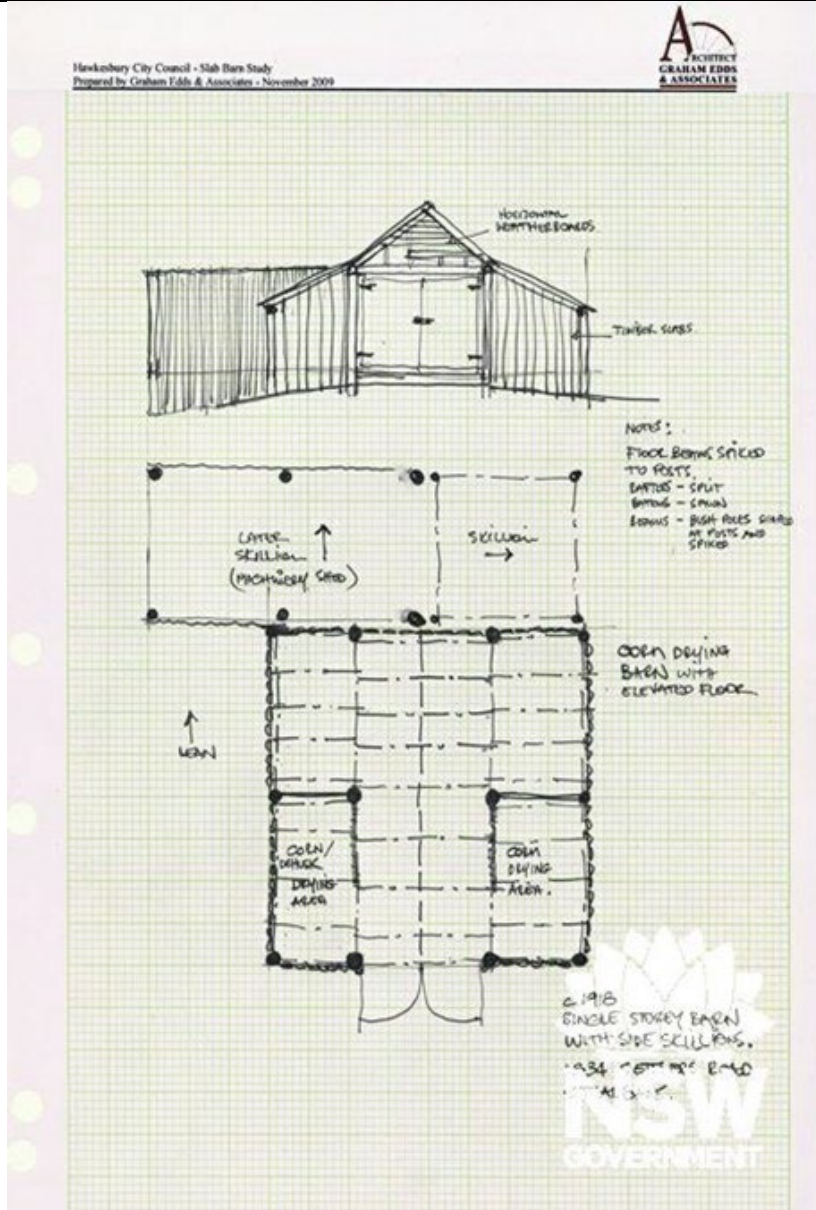 Hawkesbury City Council - Slab Barn Study
Prepared by Graham Edds & Associates - November 2009
ARCHITECT
GRAHAM EDDS
& ASSOCIATES
HORIZONTAL
WEATHERBOARDS
TIMBER SLABS
NOTES:
FLOOR BEAMS SPIKED
TO POSTS
RAFTERS - SPLIT
BATTENS - SAWN
BEAMS - BUSH POLES
AT POSTS AND
SPIKED
LATER
SKILLION
(MACHINERY SHED)
SKILLION
CORN DRYING
BARN WITH
ELEVATED FLOOR
LEAN
CORN/
DRYING
AREA
CORN
DRYING
AREA.
c.1918
SINGLE STOREY BARN
WITH SIDE SKILLIONS.
ROAD
NSW
GOVERNMENT